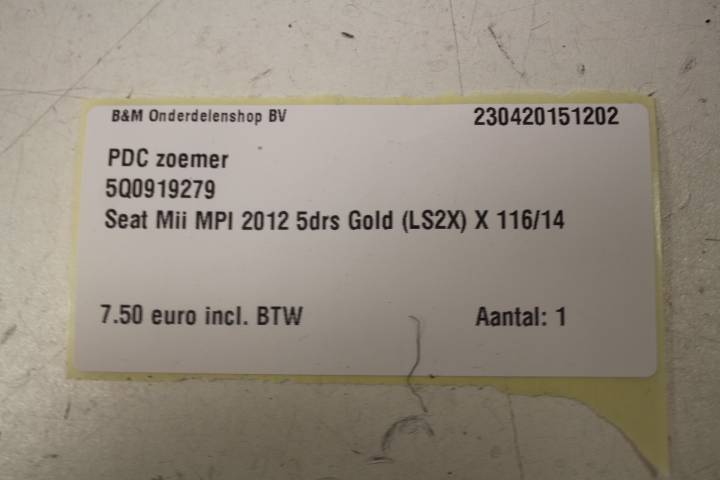 B&M Onderdelenshop BV 230420151202
PDC zoemer
5Q0919279
Seat Mii MPI 2012 5drs Gold (LS2X) X 116/14
7.50 euro incl. BTW Aantal: 1